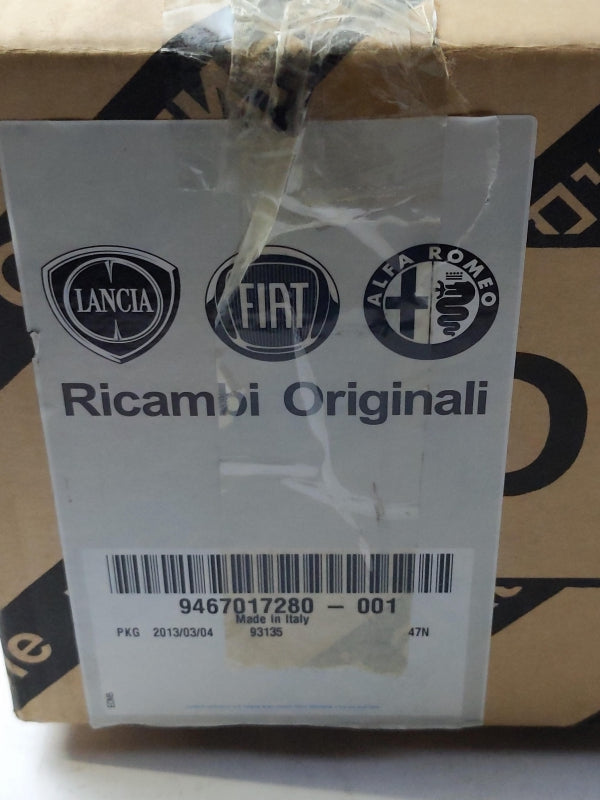 LANCIA
FIAT
ALFA ROMEO
Ricambi Originali
9467017280 - 001
Made in Italy
PKG 2013/03/04 93135 47N